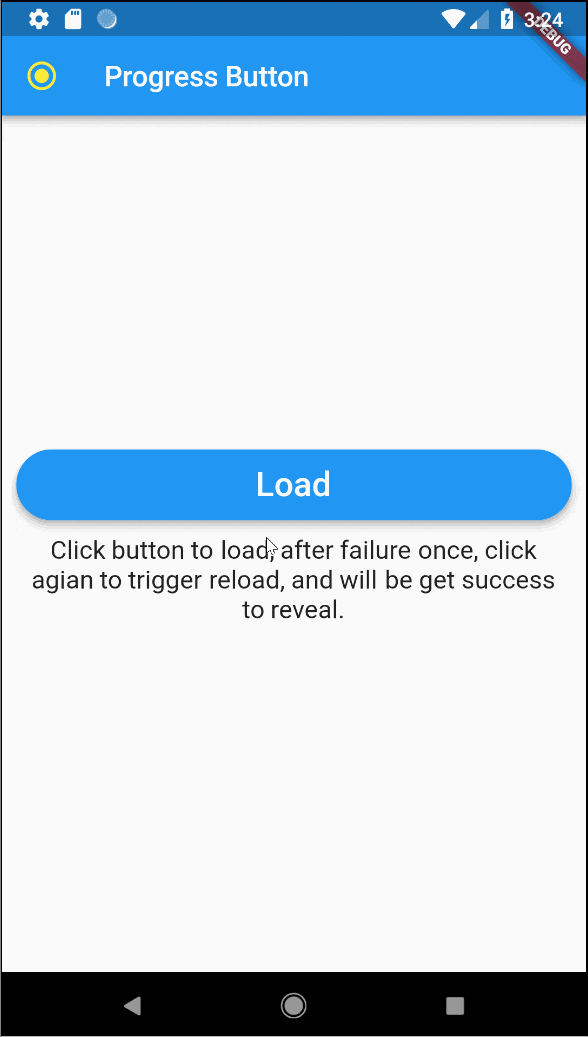 3:24
DEBUG
Progress Button
Load
Click button to load, after failure once, click
agian to trigger reload, and will be get success
to reveal.